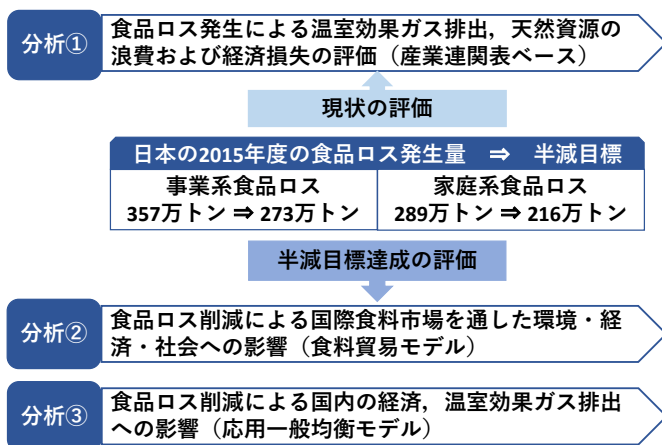 分析①
食品ロス発生による温室効果ガス排出，天然資源の
浪費および経済損失の評価（産業連関表ベース）
現状の評価
日本の2015年度の食品ロス発生量 ⇒ 半減目標
事業系食品ロス
357万トン ⇒ 273万トン
家庭系食品ロス
289万トン ⇒ 216万トン
半減目標達成の評価
分析②
食品ロス削減による国際食料市場を通した環境・経
済・社会への影響（食料貿易モデル）
分析③
食品ロス削減による国内の経済，温室効果ガス排出
への影響（応用一般均衡モデル）